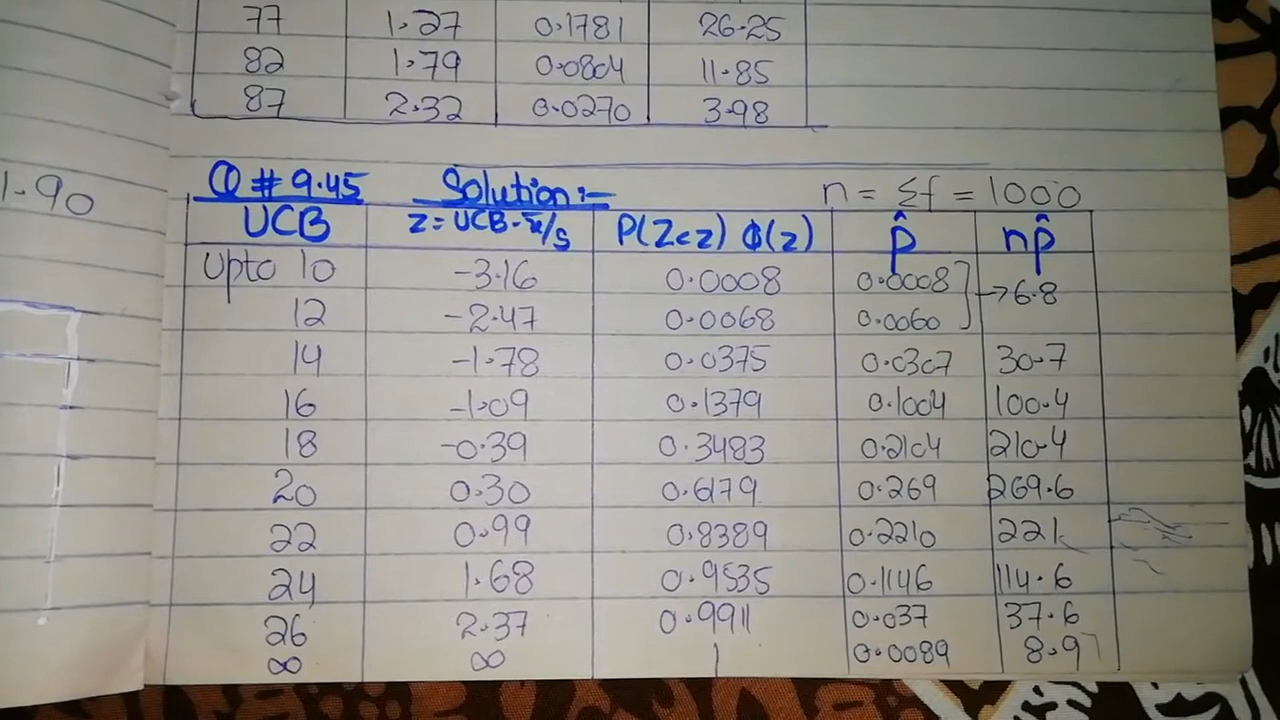 77 1.27 0.1781 26.25
82 1.79 0.0804 11.85
87 2.32 0.0270 3.98
1.90
Q # 9.45 Solution:- n = Σf = 1000
UCB z = UCB - x̄/s P(Z<z) Φ(z) p̂ np̂
upto 10 -3.16 0.0008 0.0008 →6.8
12 -2.47 0.0068 0.0060
14 -1.78 0.0375 0.0307 30.7
16 -1.09 0.1379 0.1004 100.4
18 -0.39 0.3483 0.2104 210.4
20 0.30 0.6179 0.269 269.6
22 0.99 0.8389 0.2210 221
24 1.68 0.9535 0.1146 114.6
26 2.37 0.9911 0.037 37.6
∞ ∞ 1 0.0089 8.9